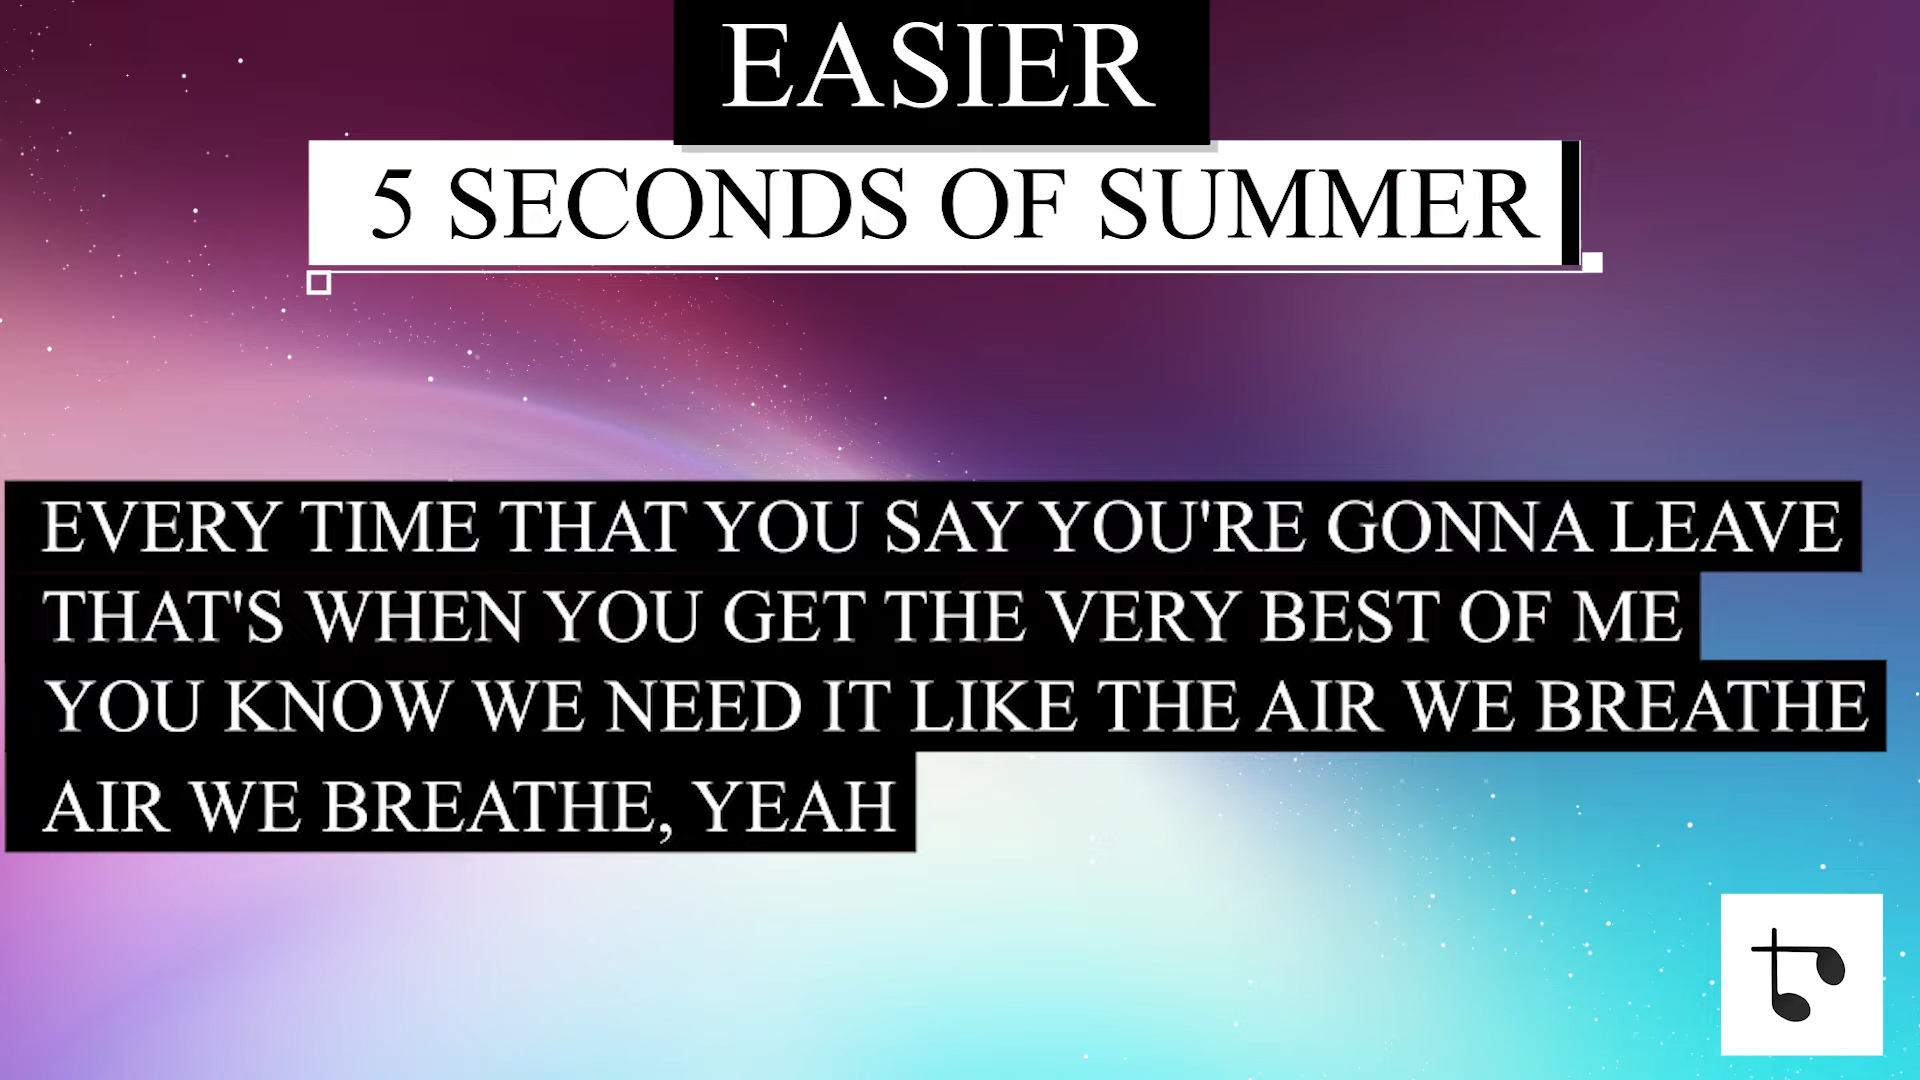 EASIER
5 SECONDS OF SUMMER
EVERY TIME THAT YOU SAY YOU'RE GONNA LEAVE
THAT'S WHEN YOU GET THE VERY BEST OF ME
YOU KNOW WE NEED IT LIKE THE AIR WE BREATHE
AIR WE BREATHE, YEAH